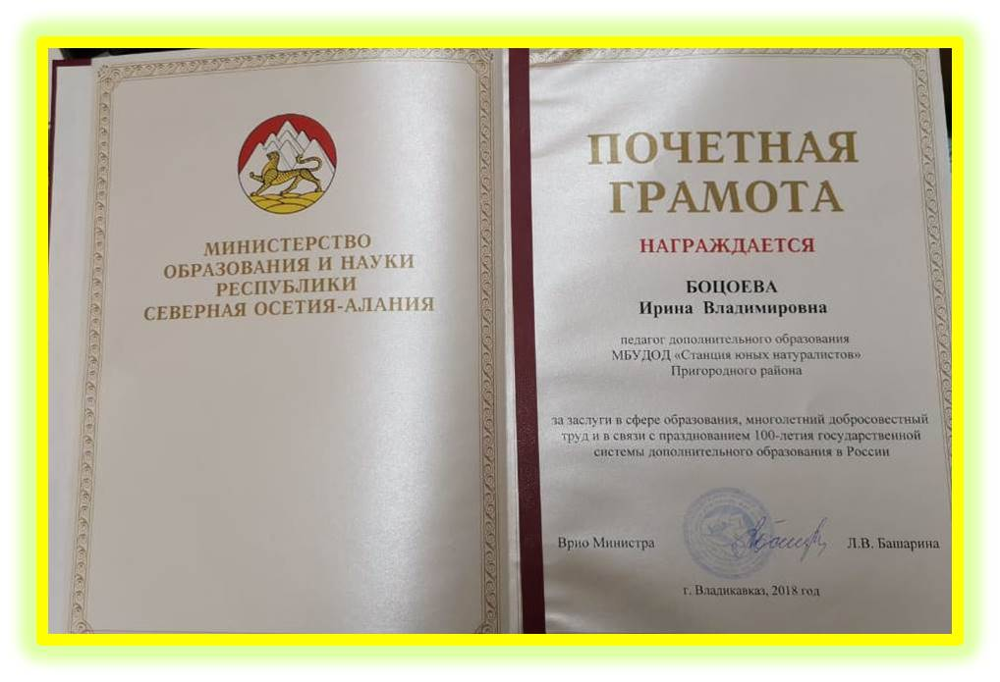 МИНИСТЕРСТВО
ОБРАЗОВАНИЯ И НАУКИ
РЕСПУБЛИКИ
СЕВЕРНАЯ ОСЕТИЯ-АЛАНИЯ
ПОЧЕТНАЯ
ГРАМОТА
НАГРАЖДАЕТСЯ
БОЦОЕВА
Ирина Владимировна
педагог дополнительного образования
МБУДОД «Станция юных натуралистов»
Пригородного района
за заслуги в сфере образования, многолетний добросовестный
труд и в связи с празднованием 100-летия государственной
системы дополнительного образования в России
Врио Министра
Л.В. Башарина
г. Владикавказ, 2018 год